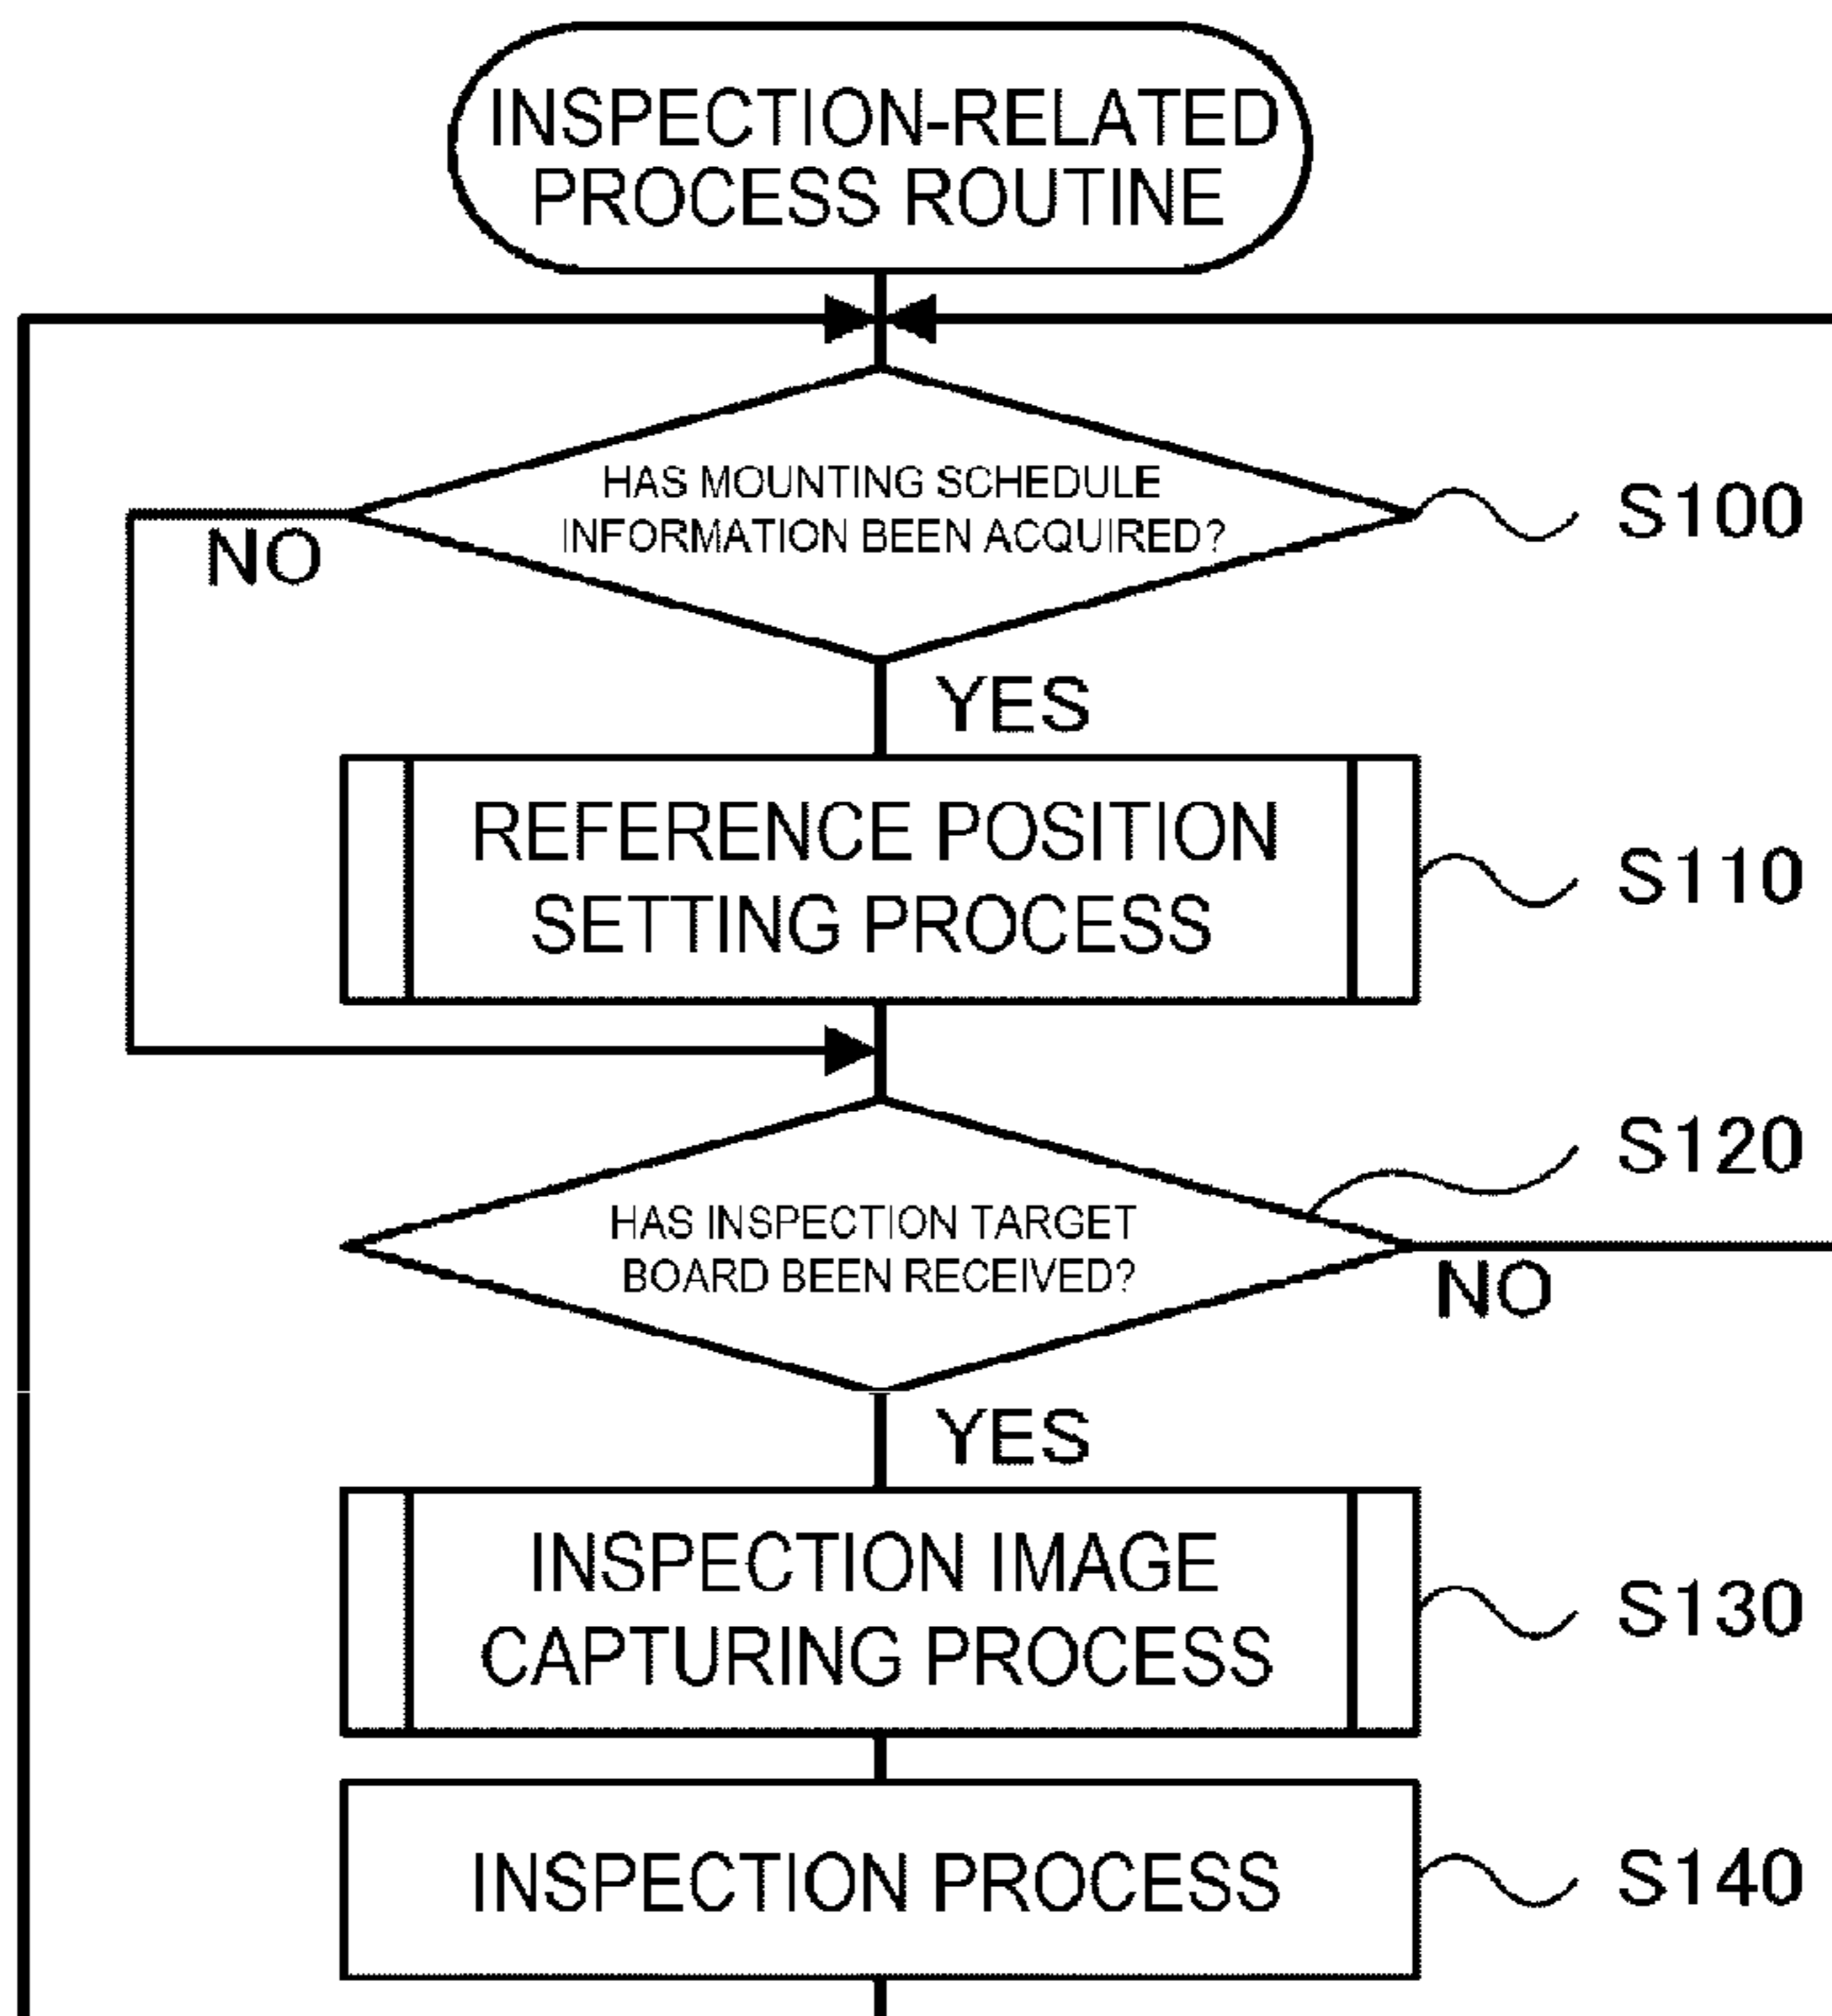 INSPECTION-RELATED
PROCESS ROUTINE
HAS MOUNTING SCHEDULE
INFORMATION BEEN ACQUIRED?
S100
NO
YES
REFERENCE POSITION
SETTING PROCESS
S110
S120
HAS INSPECTION TARGET
BOARD BEEN RECEIVED?
NO
YES
INSPECTION IMAGE
CAPTURING PROCESS
S130
INSPECTION PROCESS
S140